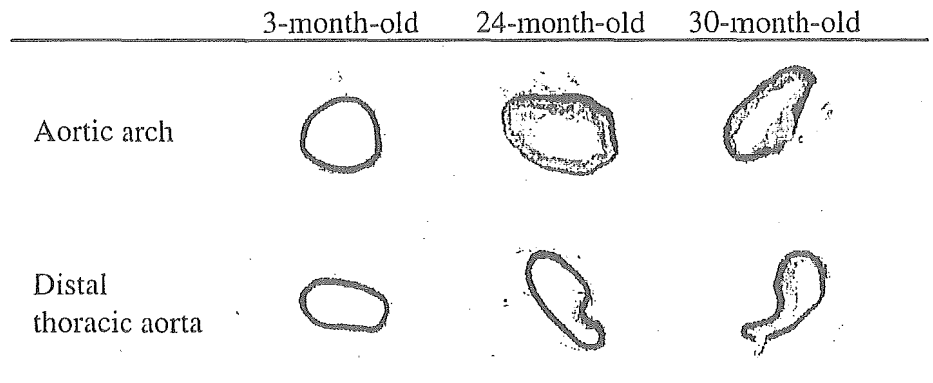 3-month-old 24-month-old 30-month-old
Aortic arch
Distal
thoracic aorta